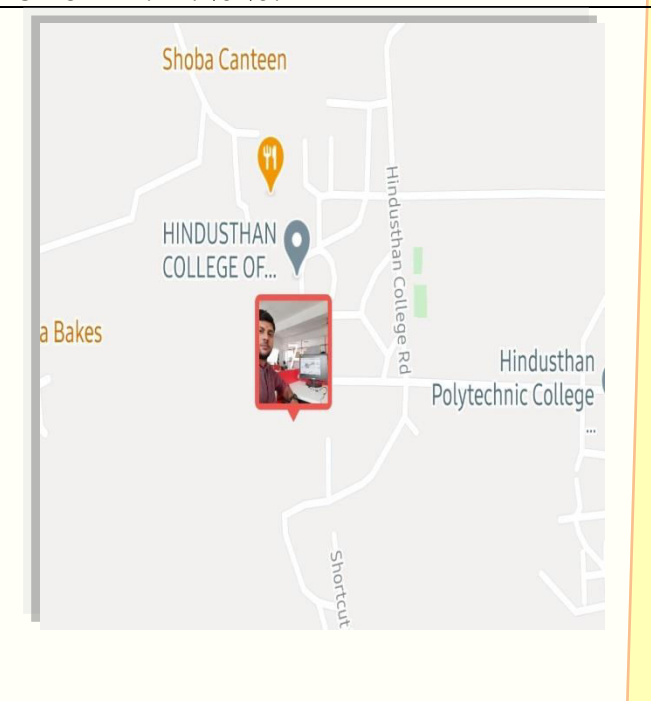 Shoba Canteen
Hindusthan College Rd
HINDUSTHAN
COLLEGE OF...
a Bakes
Hindusthan
Polytechnic College
...
Shortcut